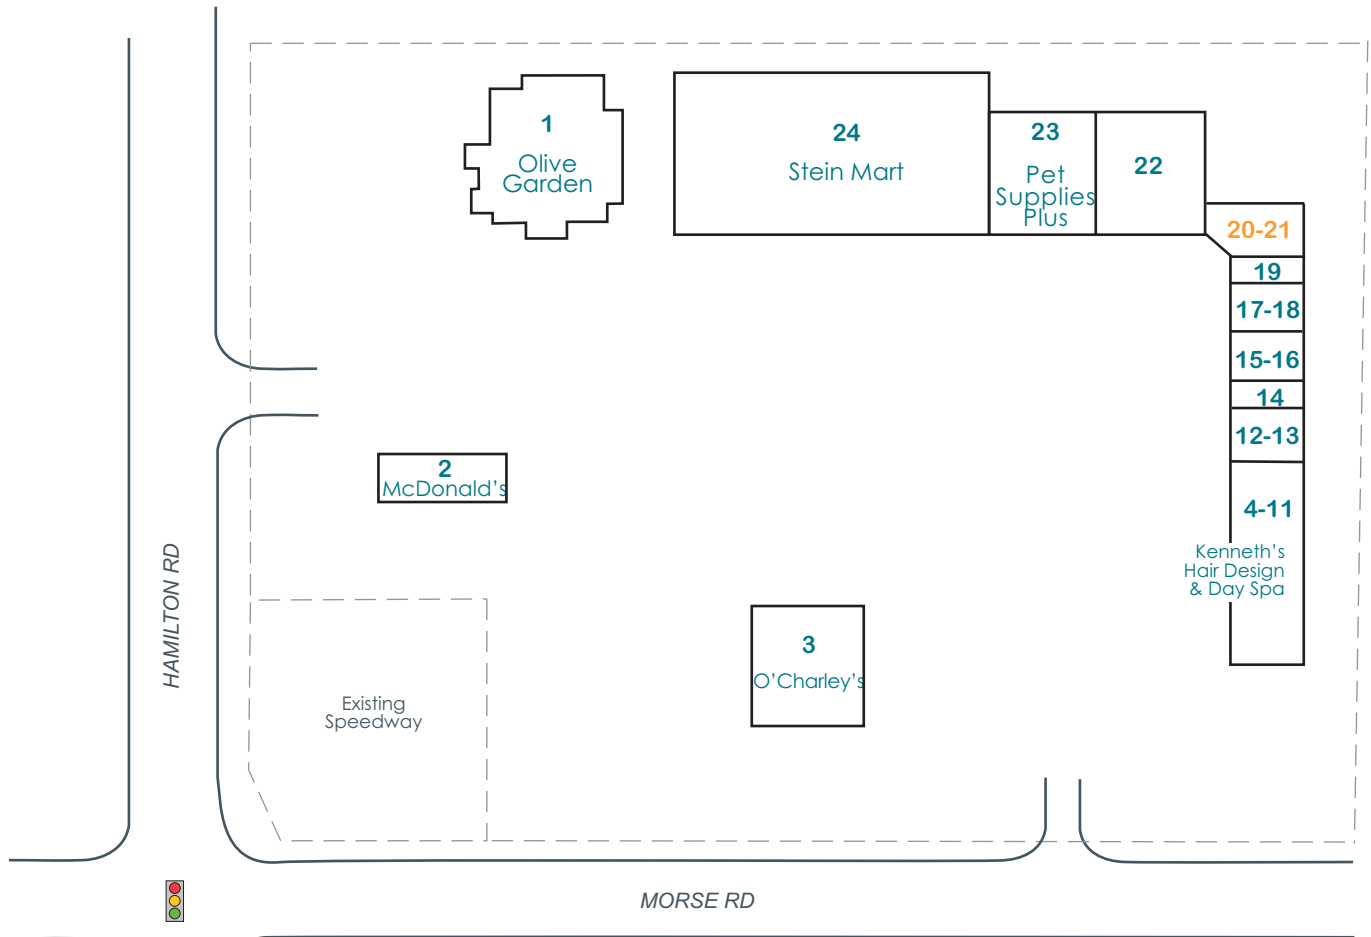 1
Olive
Garden
24
Stein Mart
23
Pet
Supplies
Plus
22
20-21
19
17-18
15-16
14
12-13
4-11
Kenneth's
Hair Design
& Day Spa
2
McDonald's
3
O'Charley's
Existing
Speedway
HAMILTON RD
MORSE RD